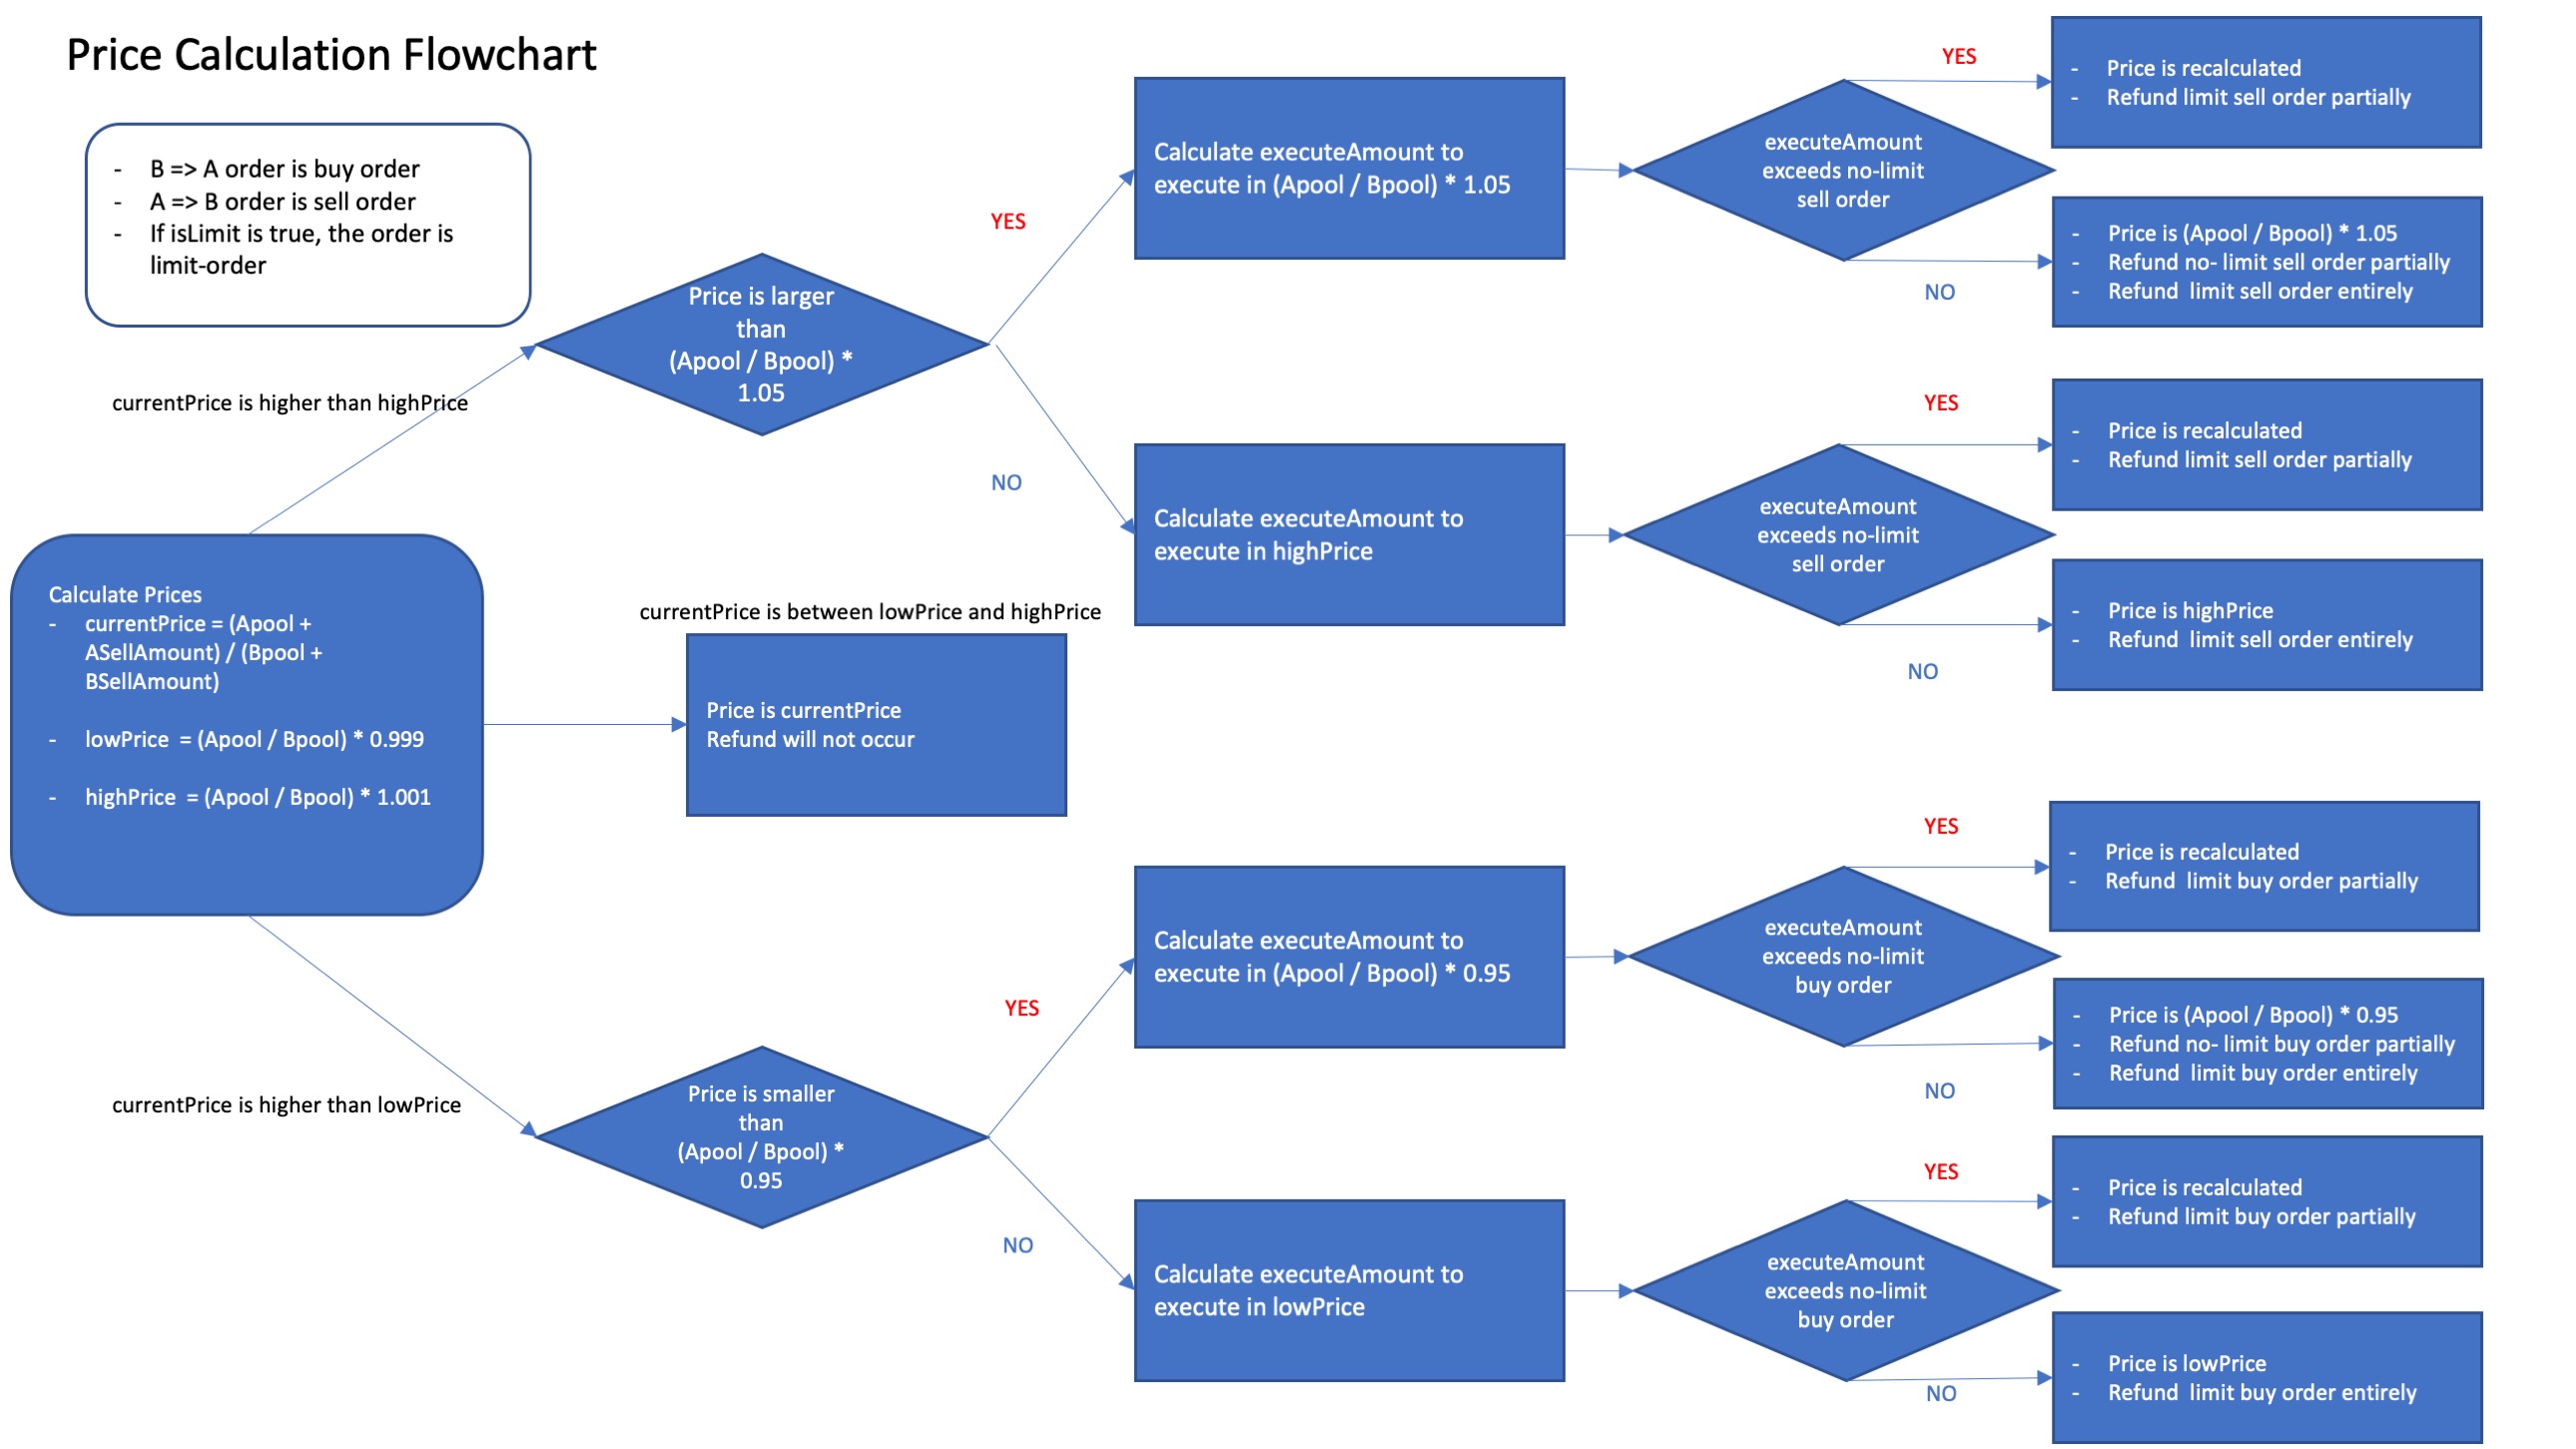 Price Calculation Flowchart
- B => A order is buy order
- A => B order is sell order
- If isLimit is true, the order is
limit-order
currentPrice is higher than highPrice
Calculate Prices
- currentPrice = (Apool +
ASellAmount) / (Bpool +
BSellAmount)
- lowPrice = (Apool / Bpool) * 0.999
- highPrice = (Apool / Bpool) * 1.001
currentPrice is higher than lowPrice
Price is larger
than
(Apool / Bpool) *
1.05
YES
NO
currentPrice is between lowPrice and highPrice
Price is currentPrice
Refund will not occur
Price is smaller
than
(Apool / Bpool) *
0.95
YES
NO
Calculate executeAmount to
execute in (Apool / Bpool) * 1.05
executeAmount
exceeds no-limit
sell order
YES
- Price is recalculated
- Refund limit sell order partially
NO
- Price is (Apool / Bpool) * 1.05
- Refund no- limit sell order partially
- Refund limit sell order entirely
Calculate executeAmount to
execute in highPrice
executeAmount
exceeds no-limit
sell order
YES
- Price is recalculated
- Refund limit sell order partially
NO
- Price is highPrice
- Refund limit sell order entirely
Calculate executeAmount to
execute in (Apool / Bpool) * 0.95
executeAmount
exceeds no-limit
buy order
YES
- Price is recalculated
- Refund limit buy order partially
NO
- Price is (Apool / Bpool) * 0.95
- Refund no- limit buy order partially
- Refund limit buy order entirely
Calculate executeAmount to
execute in lowPrice
executeAmount
exceeds no-limit
buy order
YES
- Price is recalculated
- Refund limit buy order partially
NO
- Price is lowPrice
- Refund limit buy order entirely